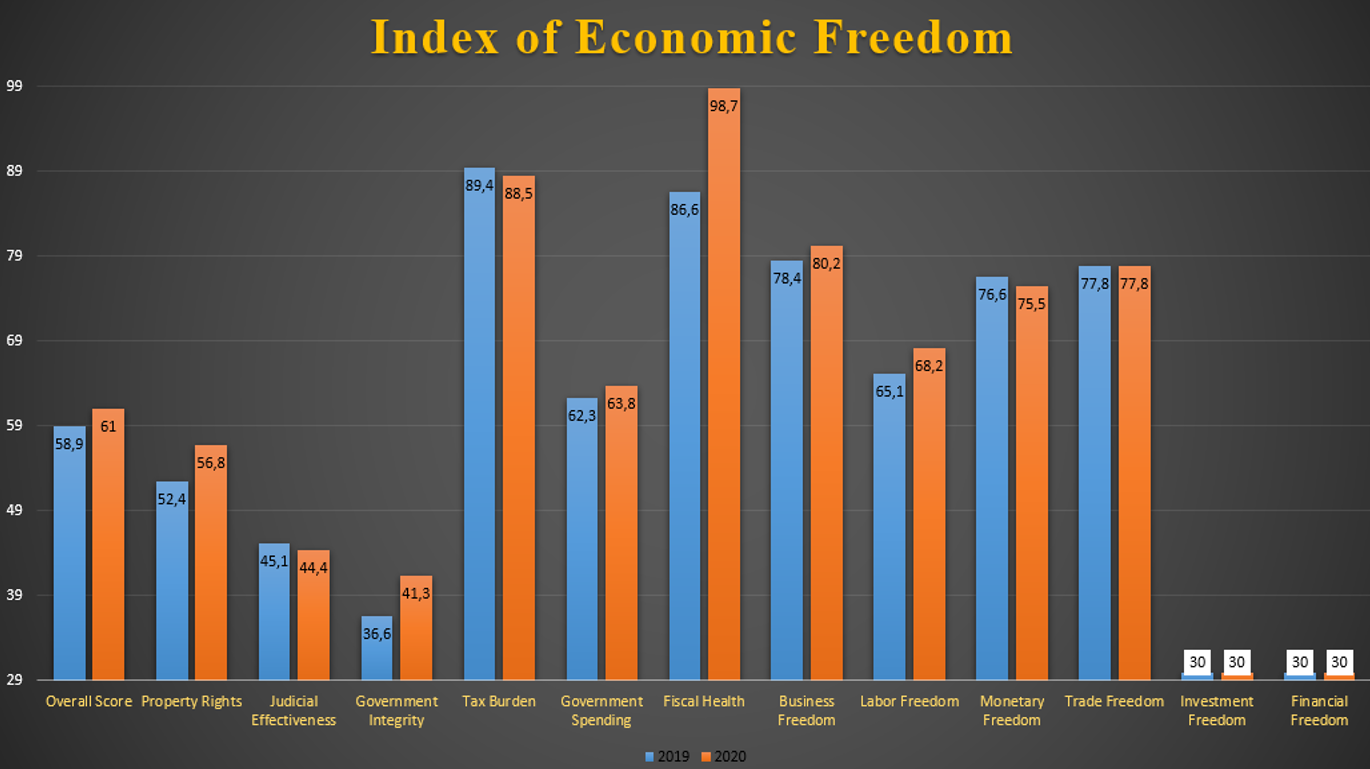 Index of Economic Freedom
99
89
79
69
59
49
39
29
58,9
61
52,4
56,8
45,1
44,4
36,6
41,3
89,4
88,5
62,3
63,8
86,6
98,7
78,4
80,2
65,1
68,2
76,6
75,5
77,8
77,8
30
30
30
30
Overall Score
Property Rights
Judicial
Effectiveness
Government
Integrity
Tax Burden
Government
Spending
Fiscal Health
Business
Freedom
Labor Freedom
Monetary
Freedom
Trade Freedom
Investment
Freedom
Financial
Freedom
2019
2020